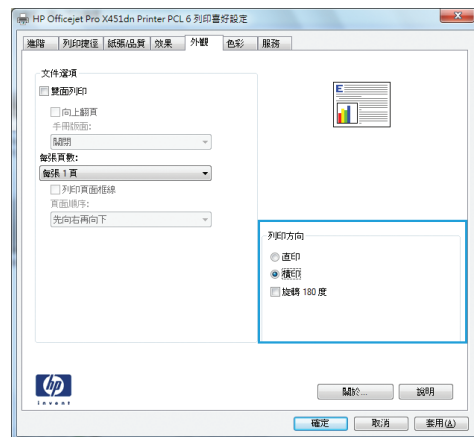 HP Officejet Pro X451dn Printer PCL 6 列印喜好設定
進階 列印捷徑 紙張/品質 效果 外觀 色彩 服務
文件選項
雙面列印
向上翻頁
手冊版面:
關閉
每張頁數:
每張 1 頁
列印頁面框線
頁面順序:
先向右再向下
E
列印方向
直印
橫印
旋轉 180 度
hp
invent
關於...
說明
確定
取消
套用(A)